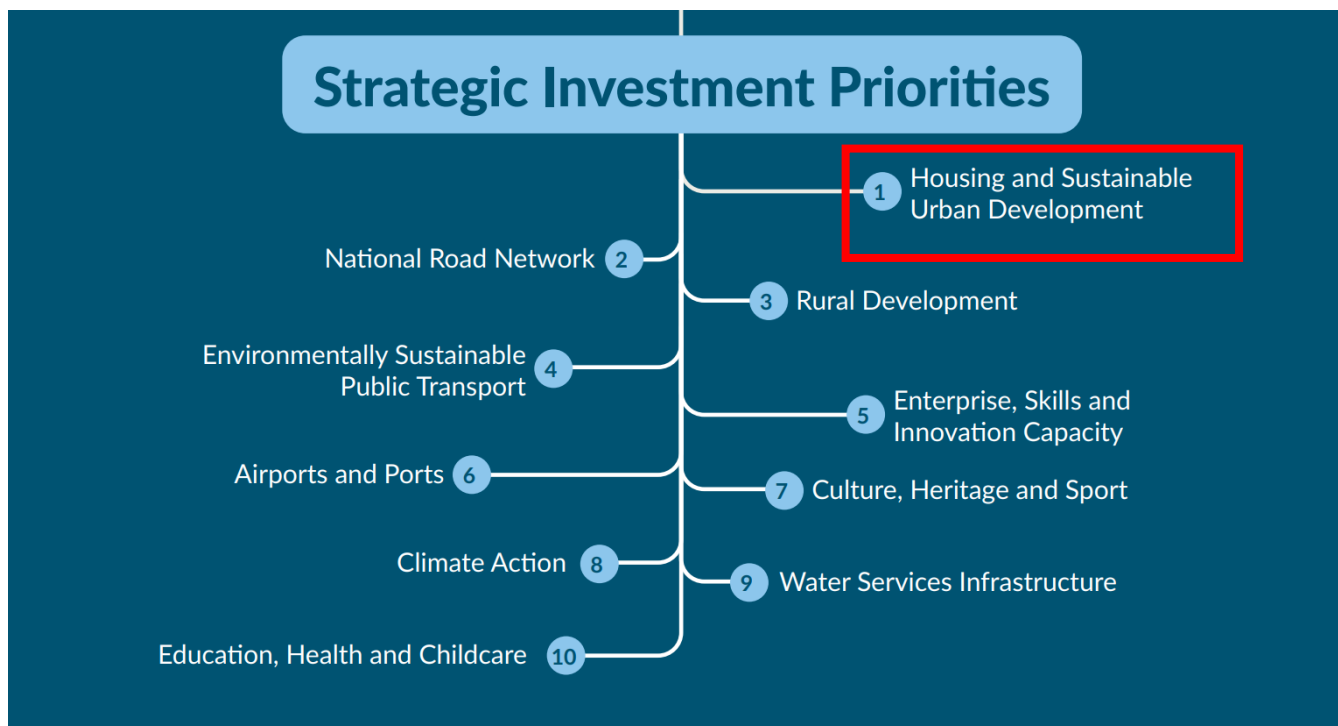 Strategic Investment Priorities
1 Housing and Sustainable
Urban Development
National Road Network 2
3 Rural Development
Environmentally Sustainable
Public Transport 4
5 Enterprise, Skills and
Innovation Capacity
Airports and Ports 6
7 Culture, Heritage and Sport
Climate Action 8
9 Water Services Infrastructure
Education, Health and Childcare 10